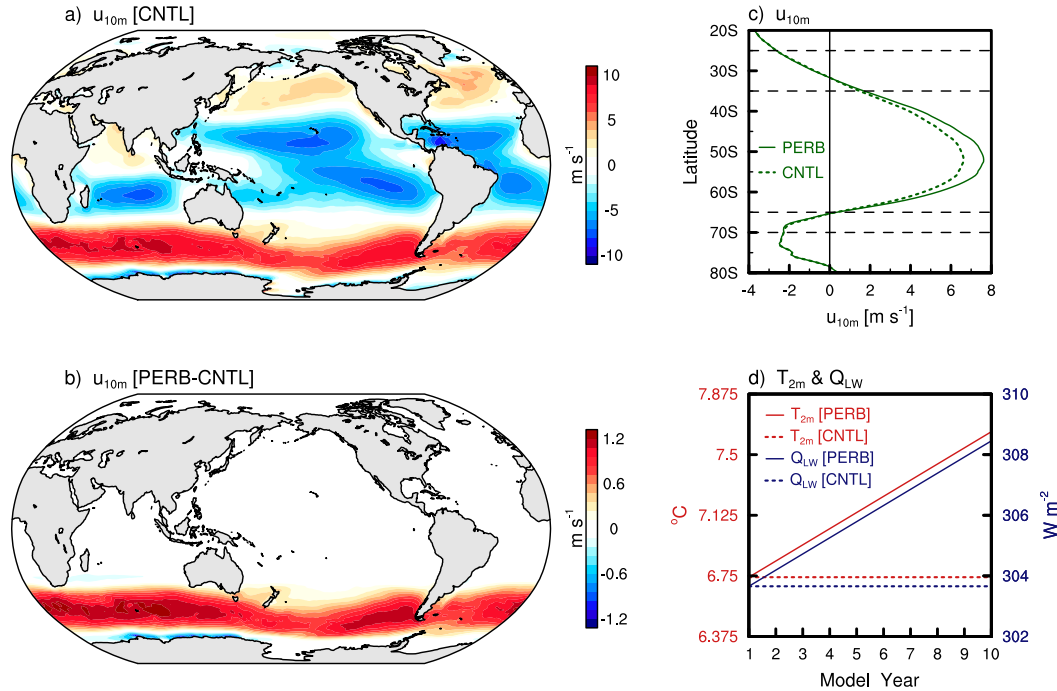 a) u10m [CNTL]
10
5
0
-5
-10
m s-1
b) u10m [PERB-CNTL]
1.2
0.6
0
-0.6
-1.2
m s-1
c) u10m
20S
30S
40S
50S
60S
70S
80S
Latitude
PERB
CNTL
-4 -2 0 2 4 6 8
u10m [m s-1]
d) T2m & QLW
7.875
7.5
7.125
6.75
6.375
°C
T2m [PERB]
T2m [CNTL]
QLW [PERB]
QLW [CNTL]
310
308
306
304
302
W m-2
1 2 3 4 5 6 7 8 9 10
Model Year